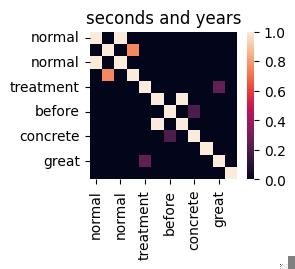 seconds and years
normal
normal
treatment
before
concrete
great
1.0
0.8
0.6
0.4
0.2
0.0
normal
normal
treatment
before
concrete
great